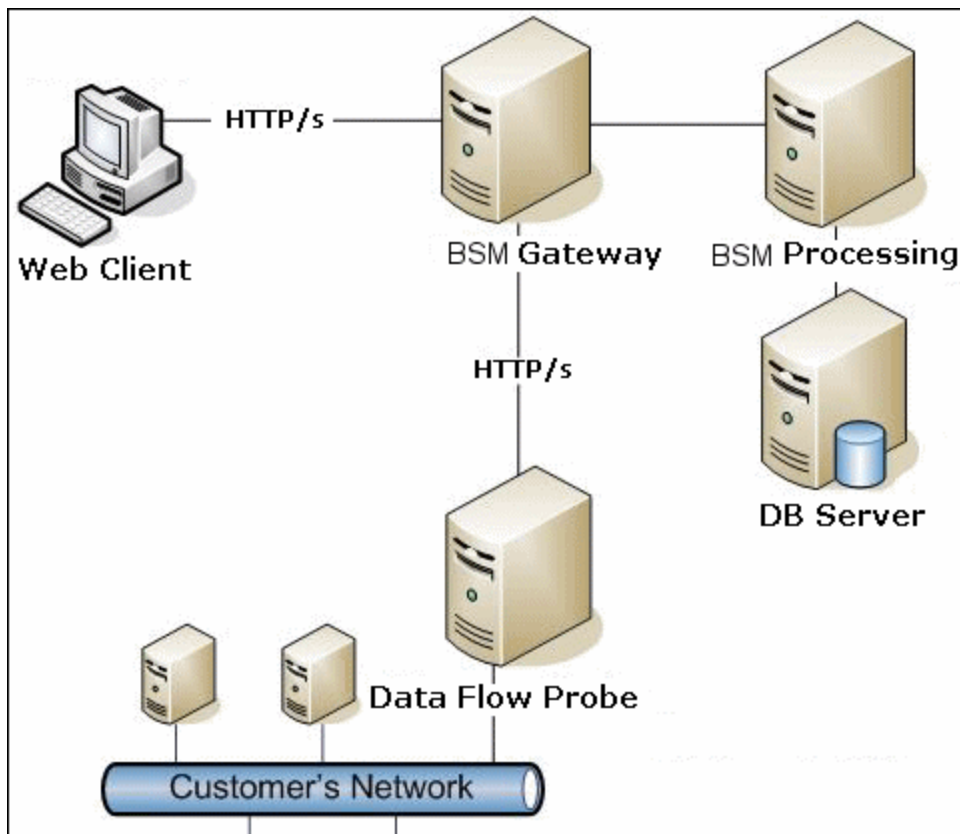 HTTP/s
Web Client
BSM Gateway
BSM Processing
HTTP/s
DB Server
Data Flow Probe
Customer's Network